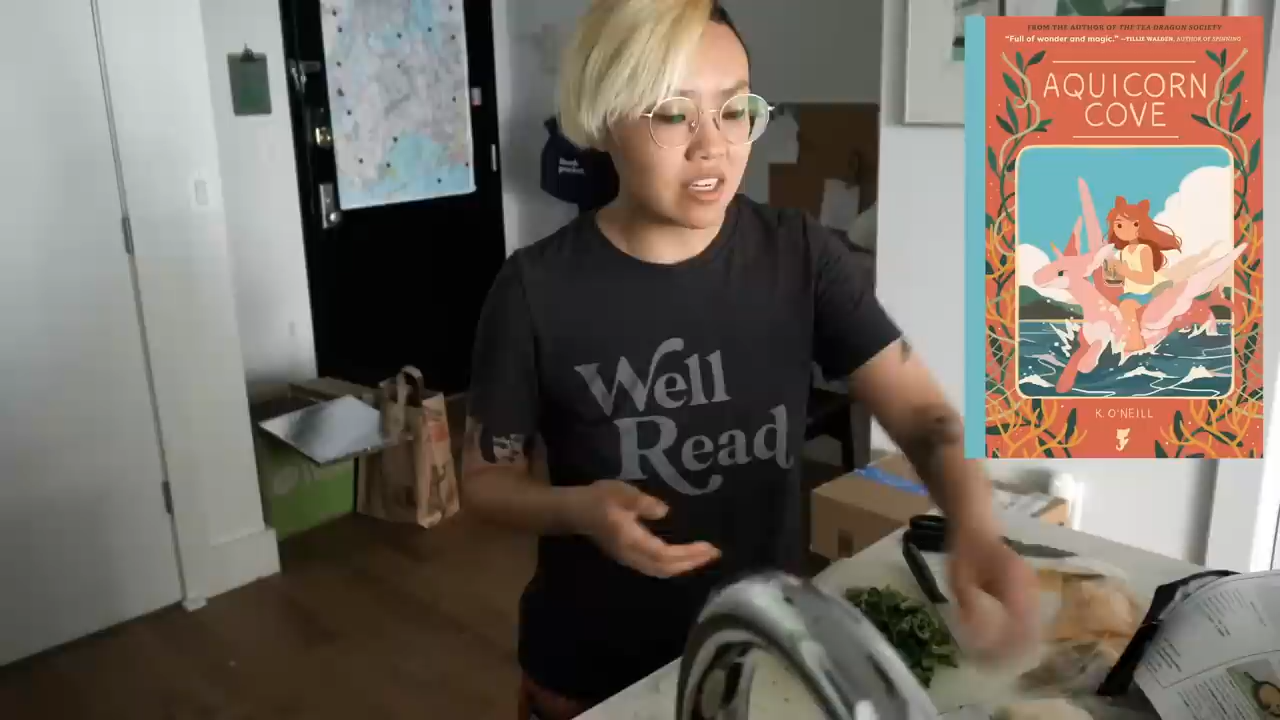 FROM THE AUTHOR OF THE TEA DRAGON SOCIETY
"Full of wonder and magic." —TILLIE WALDEN, AUTHOR OF SPINNING
AQUICORN
COVE
K. O'NEILL
Well
Read